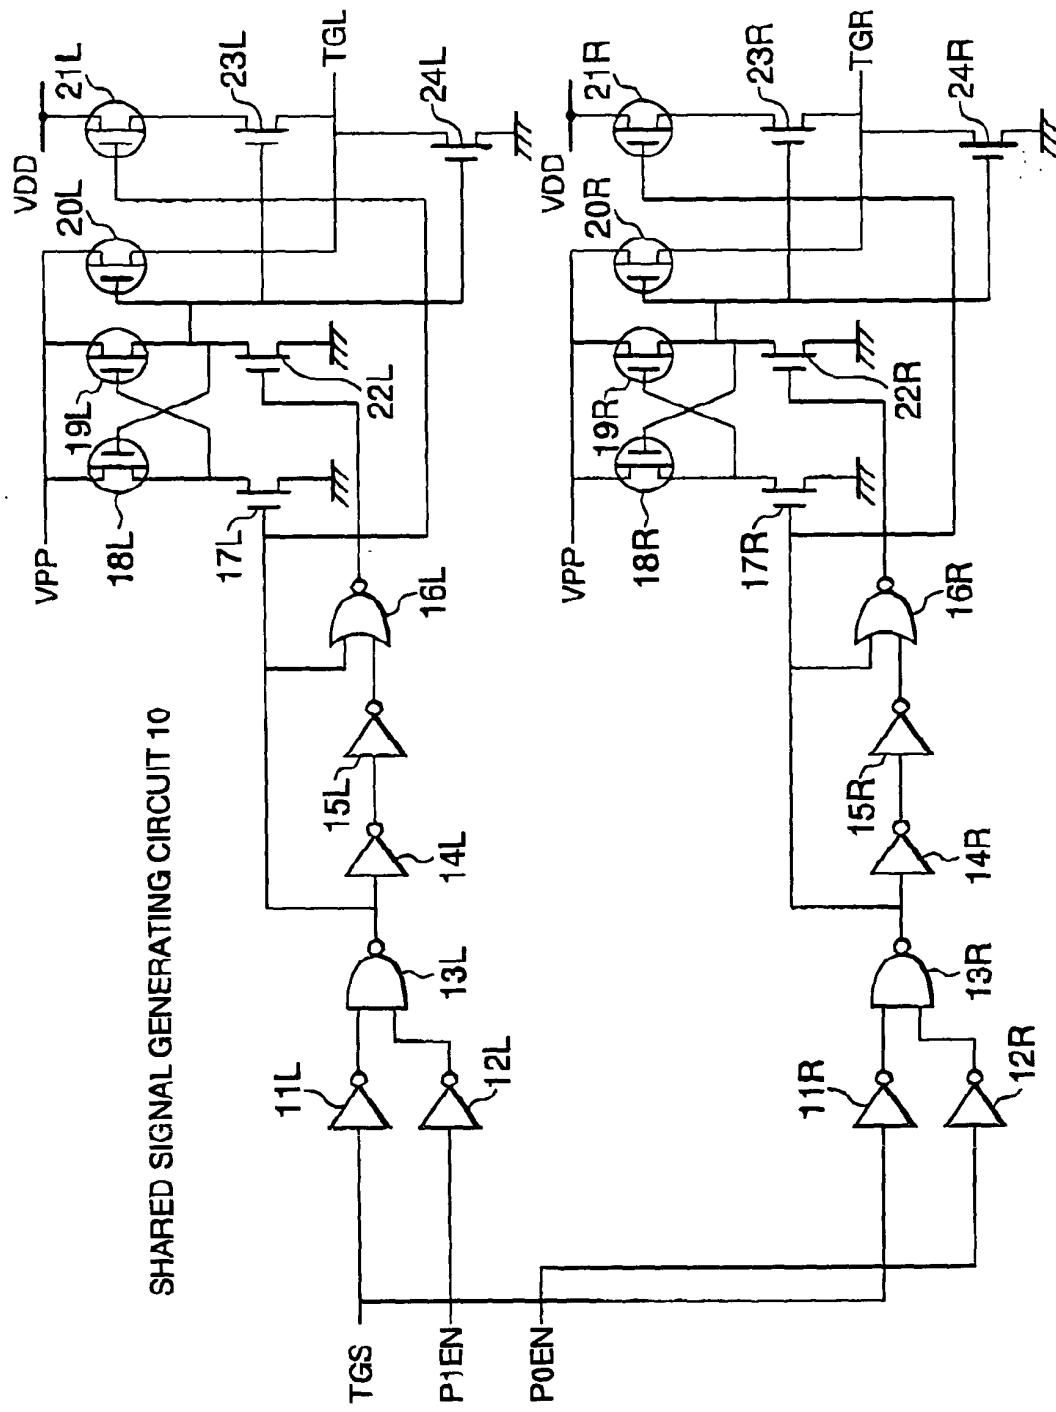 SHARED SIGNAL GENERATING CIRCUIT 10
TGS
P1EN
P0EN
11L
12L
13L
14L
15L
16L
17L
18L
19L
20L
21L
22L
23L
24L
VPP
VDD
TGL
11R
12R
13R
14R
15R
16R
17R
18R
19R
20R
21R
22R
23R
24R
VPP
VDD
TGR